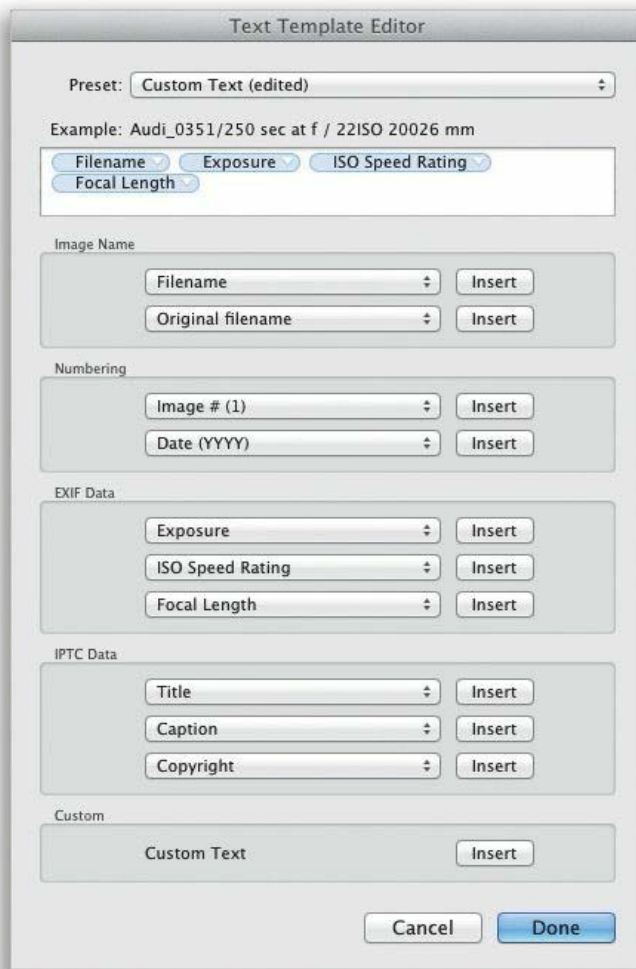 Text Template Editor
Preset: Custom Text (edited)
Example: Audi_0351/250 sec at f / 22ISO 20026 mm
Filename Exposure ISO Speed Rating
Focal Length
Image Name
Filename Insert
Original filename Insert
Numbering
Image # (1) Insert
Date (YYYY) Insert
EXIF Data
Exposure Insert
ISO Speed Rating Insert
Focal Length Insert
IPTC Data
Title Insert
Caption Insert
Copyright Insert
Custom
Custom Text Insert
Cancel Done